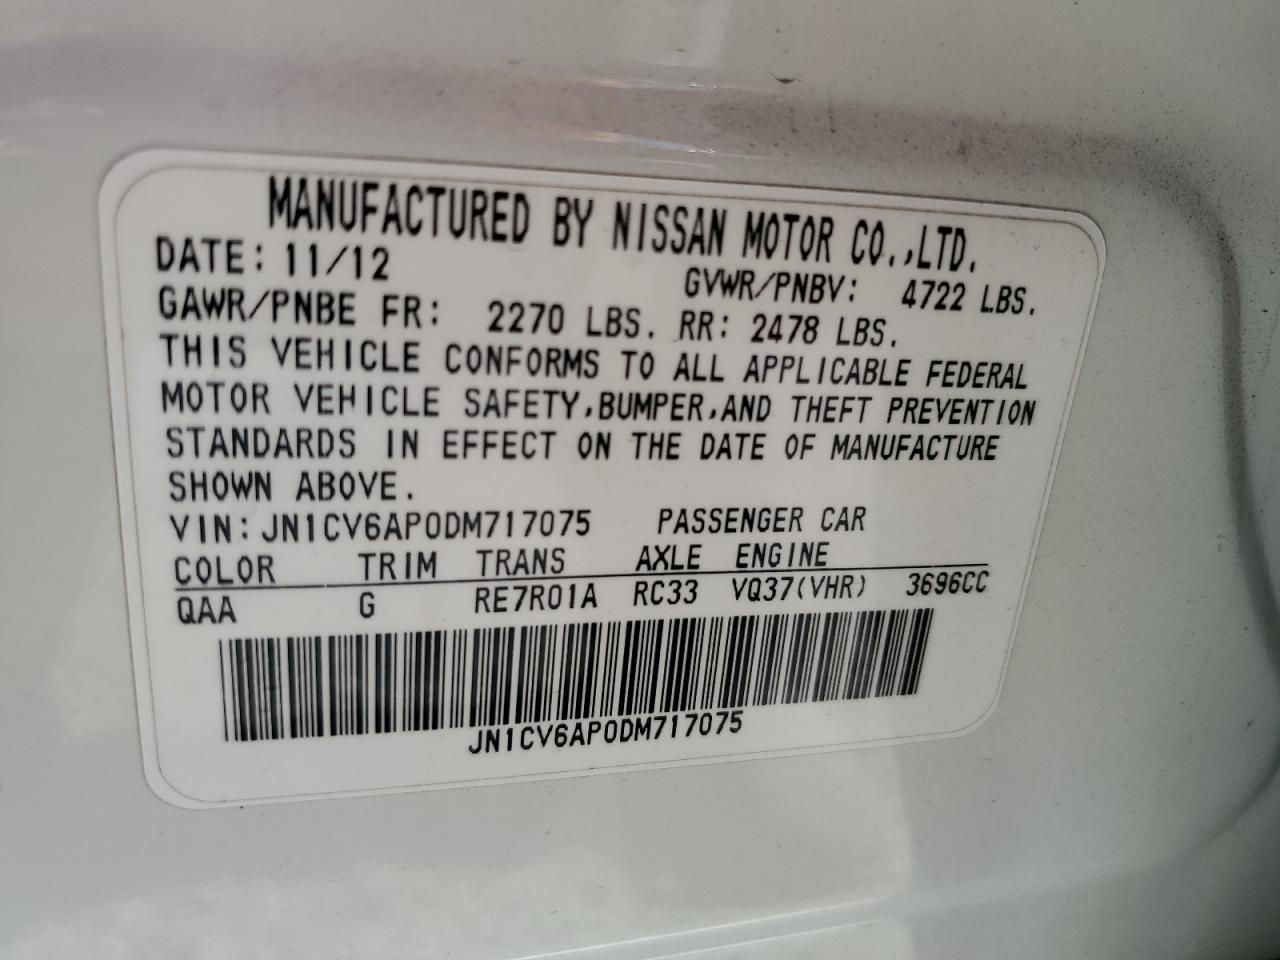 MANUFACTURED BY NISSAN MOTOR CO.,LTD.
DATE: 11/12 GVWR/PNBV: 4722 LBS.
GAWR/PNBE FR: 2270 LBS. RR: 2478 LBS.
THIS VEHICLE CONFORMS TO ALL APPLICABLE FEDERAL
MOTOR VEHICLE SAFETY,BUMPER,AND THEFT PREVENTION
STANDARDS IN EFFECT ON THE DATE OF MANUFACTURE
SHOWN ABOVE.
VIN:JN1CV6AP0DM717075 PASSENGER CAR
COLOR TRIM TRANS AXLE ENGINE
QAA G RE7R01A RC33 VQ37(VHR) 3696CC
JN1CV6AP0DM717075